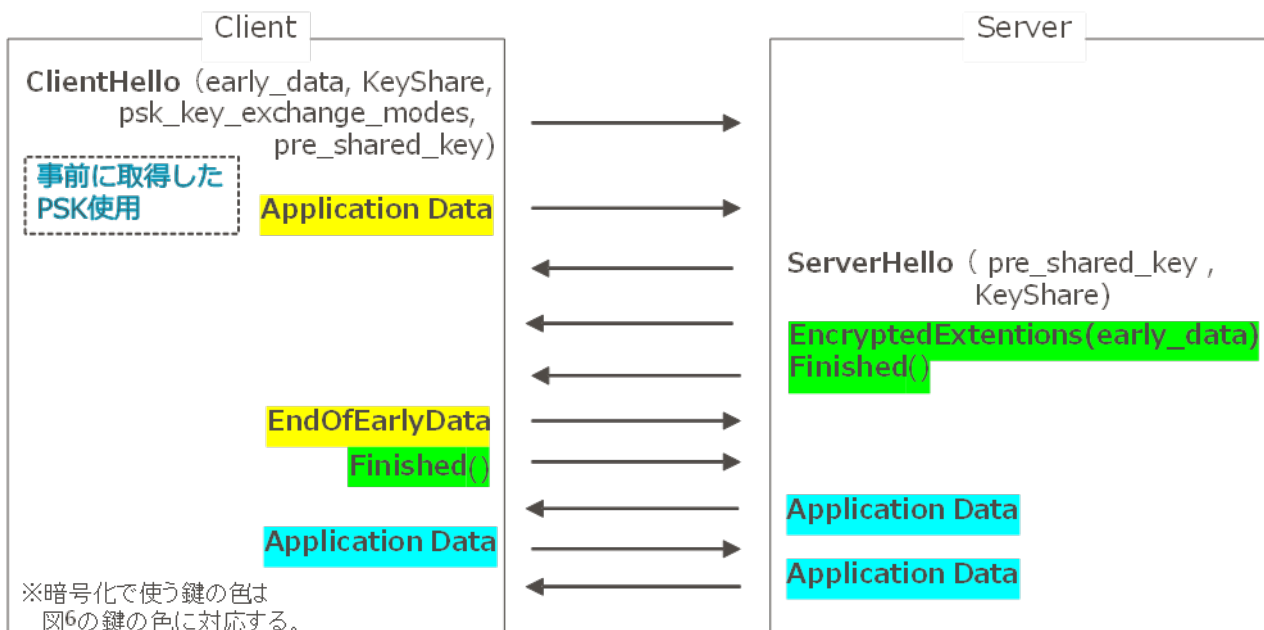 Client
Server
ClientHello（early_data, KeyShare,
psk_key_exchange_modes,
pre_shared_key)
事前に取得した
PSK使用
Application Data
ServerHello（ pre_shared_key ,
KeyShare)
EncryptedExtentions(early_data)
Finished()
EndOfEarlyData
Finished()
Application Data
Application Data
Application Data
※暗号化で使う鍵の色は
図6の鍵の色に対応する。